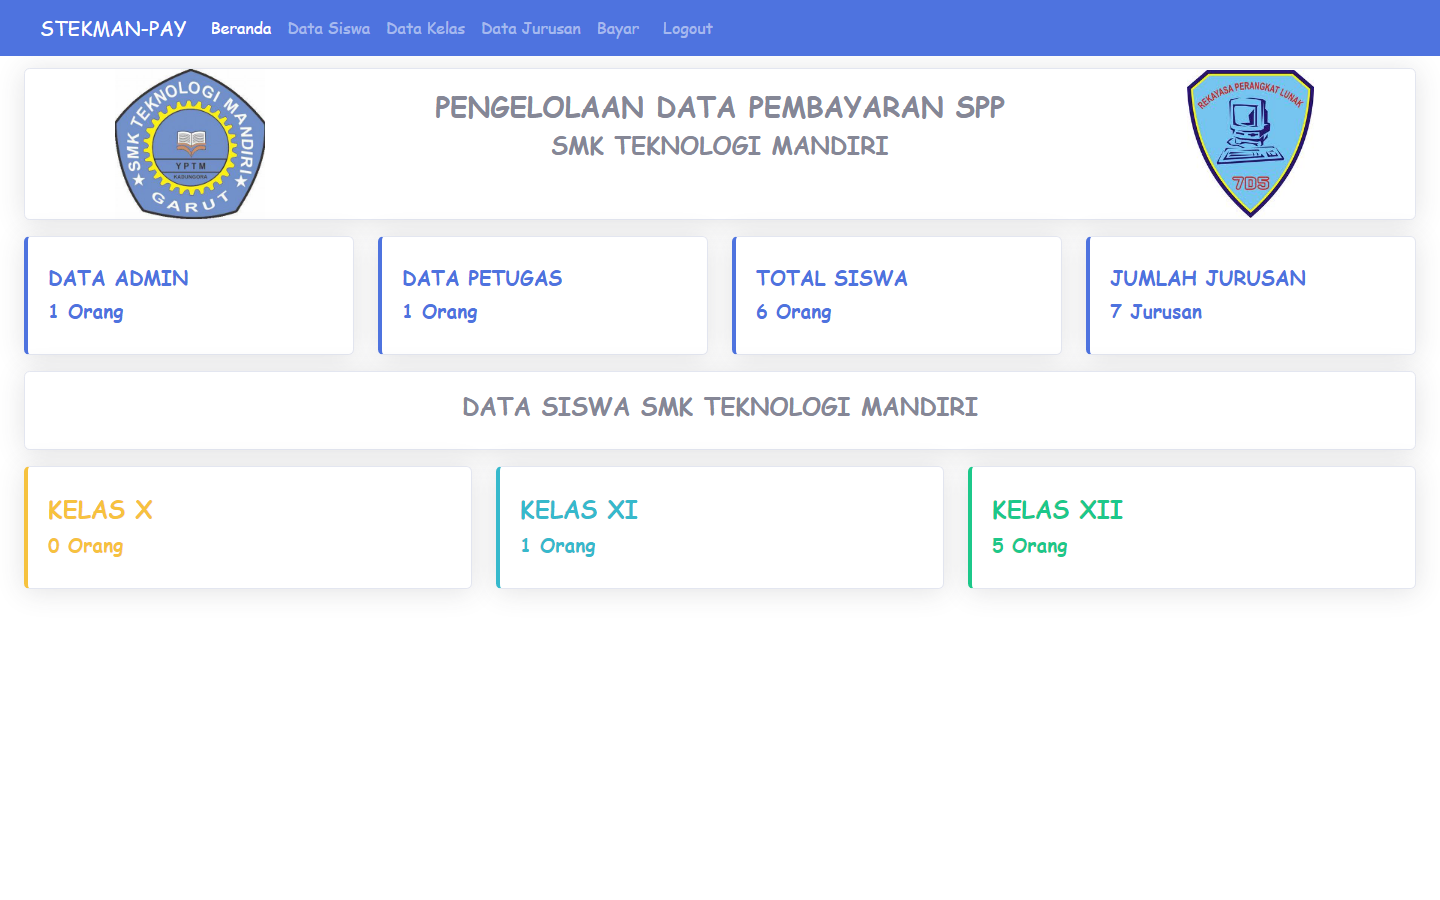 STEKMAN-PAY Beranda Data Siswa Data Kelas Data Jurusan Bayar Logout
SMK TEKNOLOGI MANDIRI
YPTM
KADUNGORA
GARUT
PENGELOLAAN DATA PEMBAYARAN SPP
SMK TEKNOLOGI MANDIRI
REKAYASA PERANGKAT LUNAK
7D5
DATA ADMIN
1 Orang
DATA PETUGAS
1 Orang
TOTAL SISWA
6 Orang
JUMLAH JURUSAN
7 Jurusan
DATA SISWA SMK TEKNOLOGI MANDIRI
KELAS X
0 Orang
KELAS XI
1 Orang
KELAS XII
5 Orang